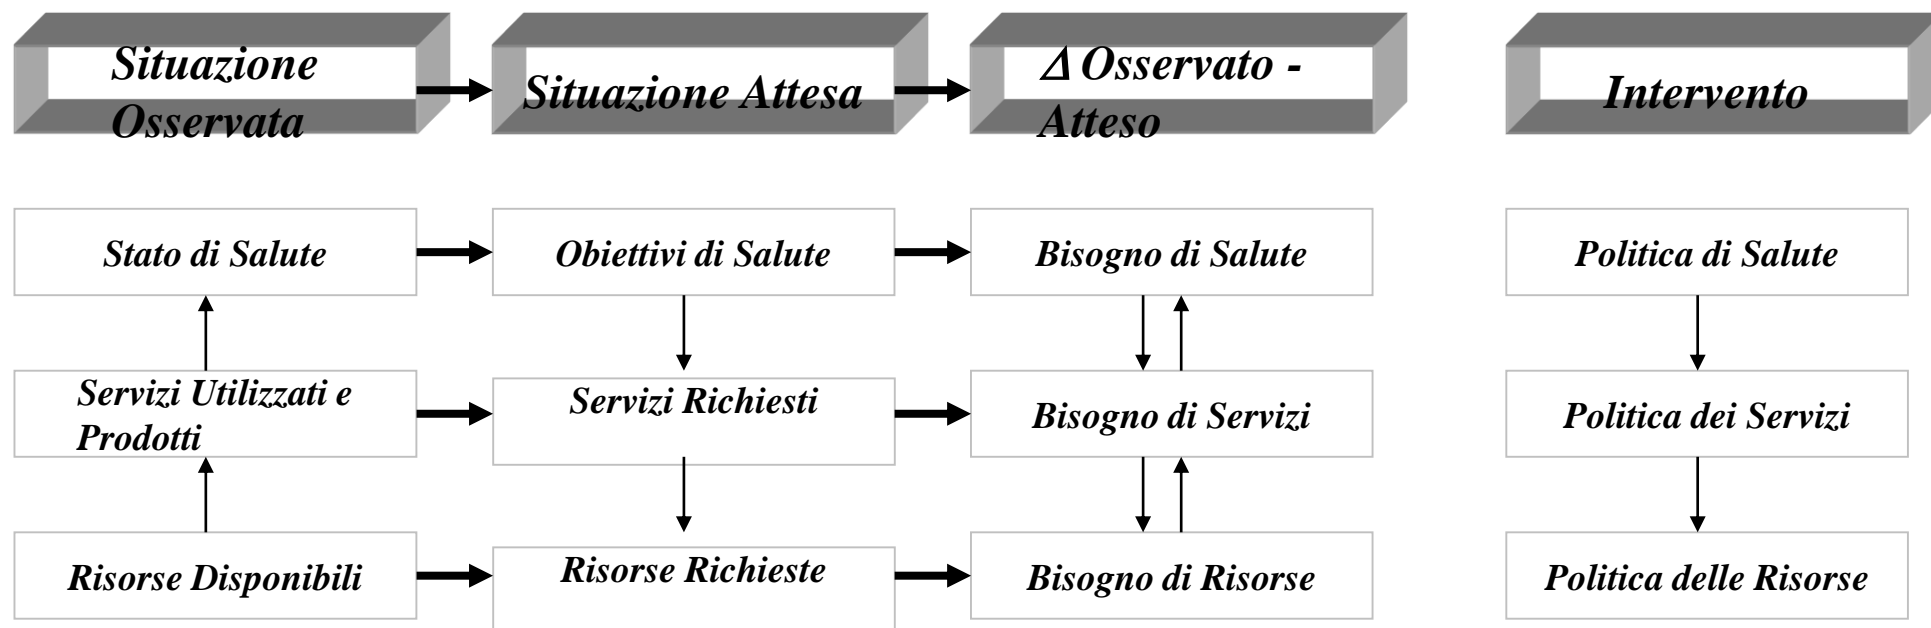 Situazione
Osservata
Situazione Attesa
Δ Osservato -
Atteso
Intervento
Stato di Salute
Obiettivi di Salute
Bisogno di Salute
Politica di Salute
Servizi Utilizzati e
Prodotti
Servizi Richiesti
Bisogno di Servizi
Politica dei Servizi
Risorse Disponibili
Risorse Richieste
Bisogno di Risorse
Politica delle Risorse